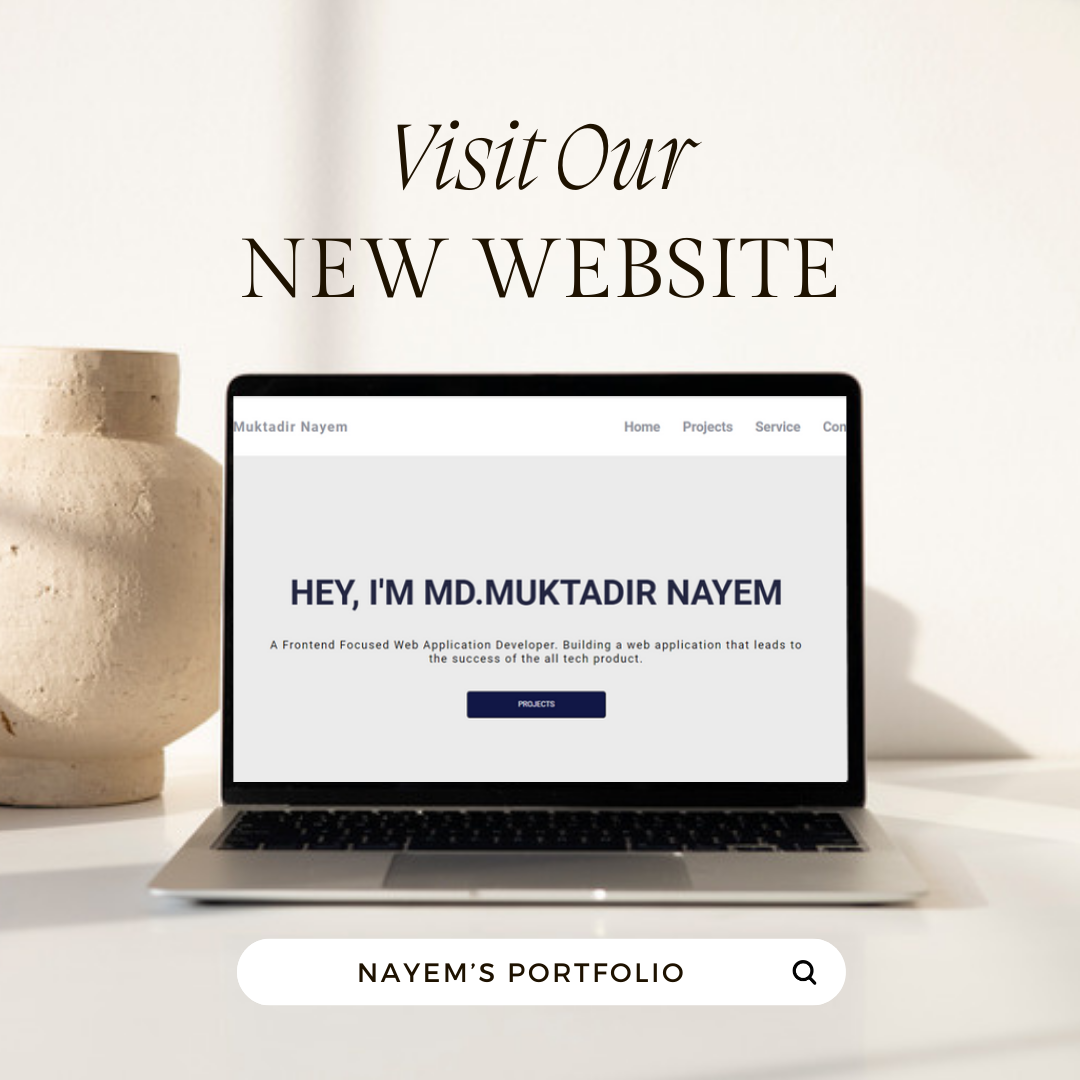 Visit Our
NEW WEBSITE
Muktadir Nayem
Home Projects Service Con
HEY, I'M MD.MUKTADIR NAYEM
A Frontend Focused Web Application Developer. Building a web application that leads to
the success of the all tech product.
PROJECTS
NAYEM’S PORTFOLIO